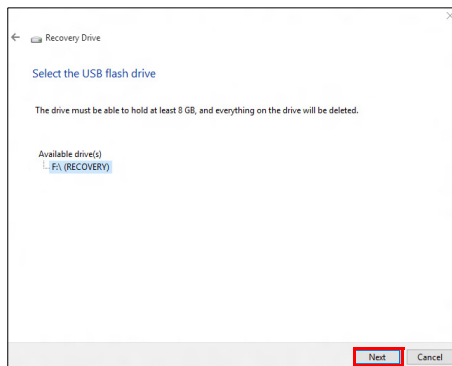 Recovery Drive
Select the USB flash drive
The drive must be able to hold at least 8 GB, and everything on the drive will be deleted.
Available drive(s)
F:\ (RECOVERY)
Next Cancel